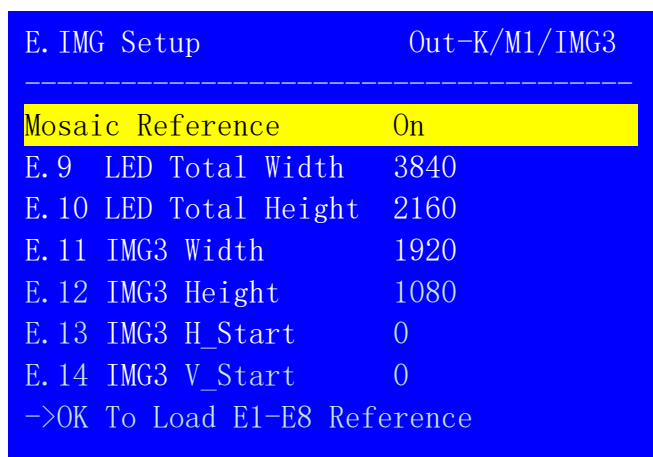 E.IMG Setup Out-K/M1/IMG3
--------------------------------------
Mosaic Reference On
E.9 LED Total Width 3840
E.10 LED Total Height 2160
E.11 IMG3 Width 1920
E.12 IMG3 Height 1080
E.13 IMG3 H_Start 0
E.14 IMG3 V_Start 0
->OK To Load E1-E8 Reference